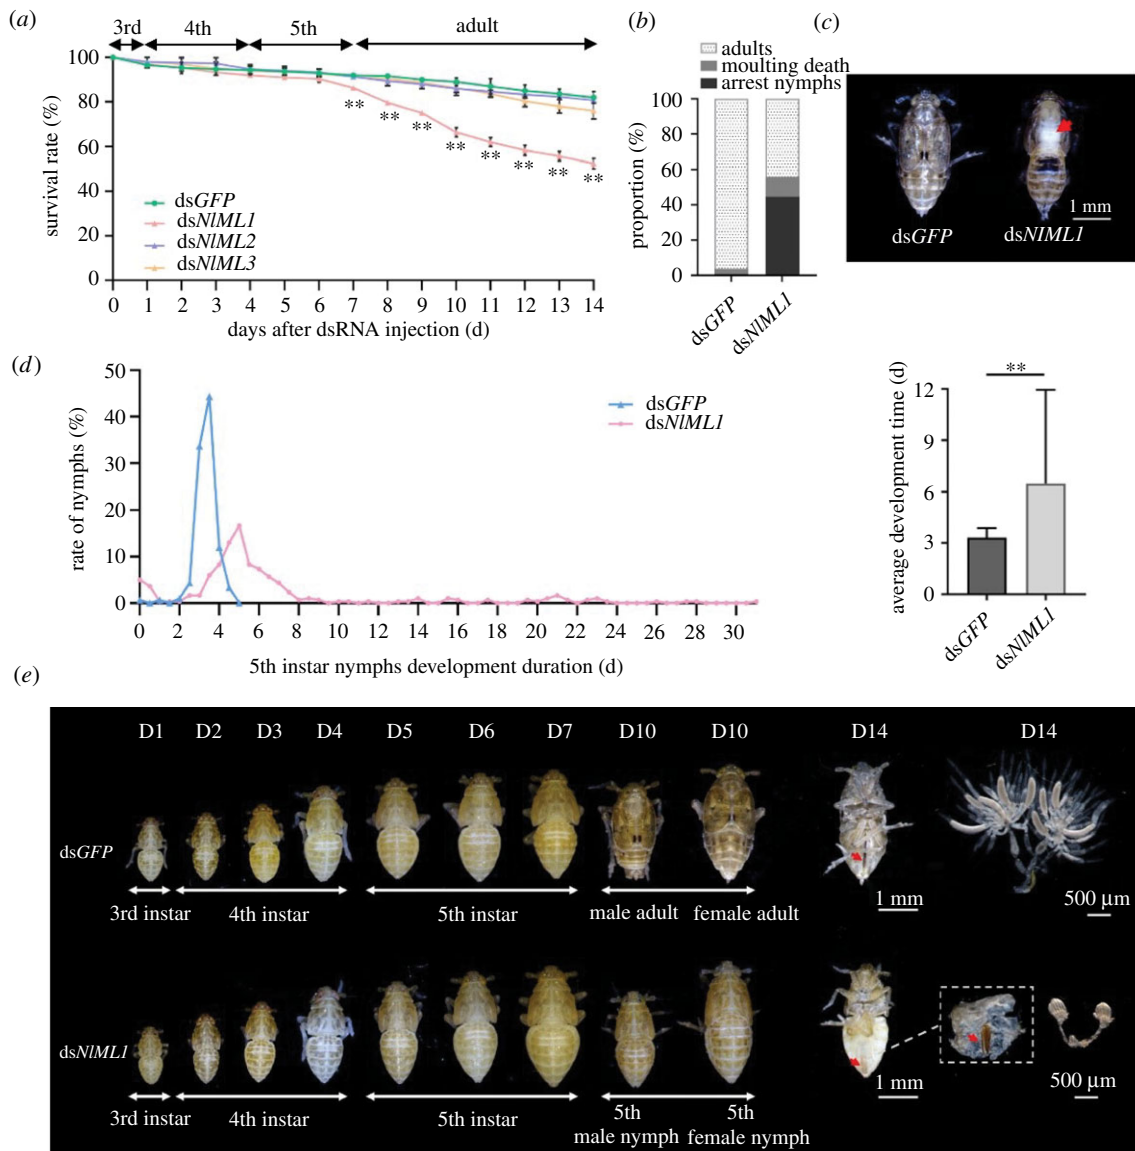 (a)
3rd 4th 5th adult
survival rate (%)
100
80
60
40
20
0
** ** ** ** ** ** ** **
dsGFP
dsNlML1
dsNlML2
dsNlML3
0 1 2 3 4 5 6 7 8 9 10 11 12 13 14
days after dsRNA injection (d)
(b)
adults
moulting death
arrest nymphs
proportion (%)
100
80
60
40
20
0
dsGFP dsNlML1
(c)
1 mm
dsGFP dsNlML1
(d)
rate of nymphs (%)
50
40
30
20
10
0
dsGFP
dsNlML1
0 2 4 6 8 10 12 14 16 18 20 22 24 26 28 30
5th instar nymphs development duration (d)
average development time (d)
**
12
9
6
3
0
dsGFP dsNlML1
(e)
D1 D2 D3 D4 D5 D6 D7 D10 D10 D14 D14
dsGFP
3rd instar 4th instar 5th instar male adult female adult 1 mm 500 µm
dsNlML1
3rd instar 4th instar 5th instar 5th 5th 1 mm 500 µm
male nymph female nymph